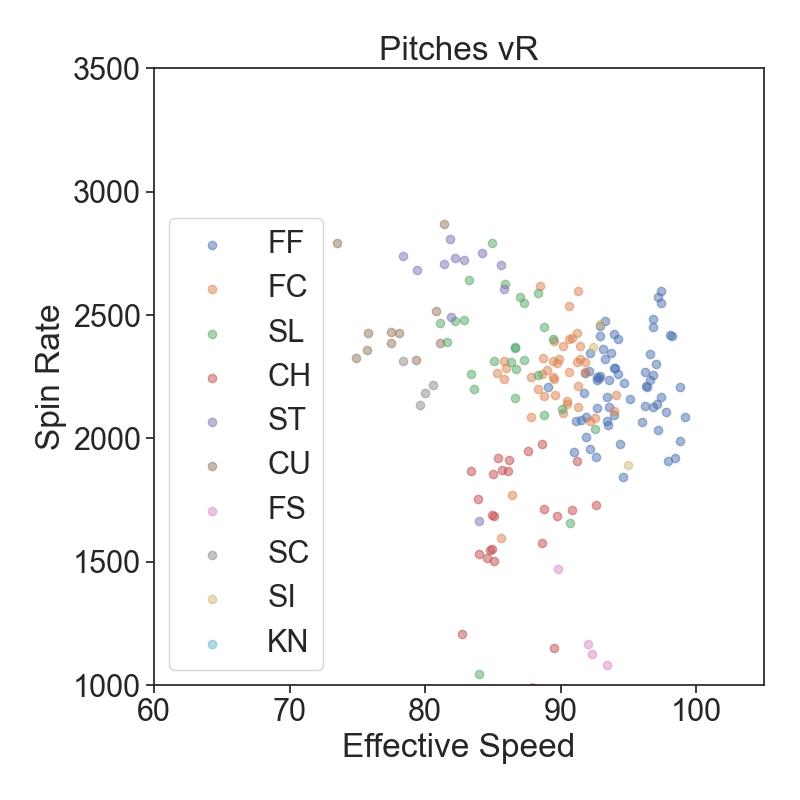 Pitches vR
3500
3000
2500
2000
1500
1000
Spin Rate
FF
FC
SL
CH
ST
CU
FS
SC
SI
KN
60
70
80
90
100
Effective Speed